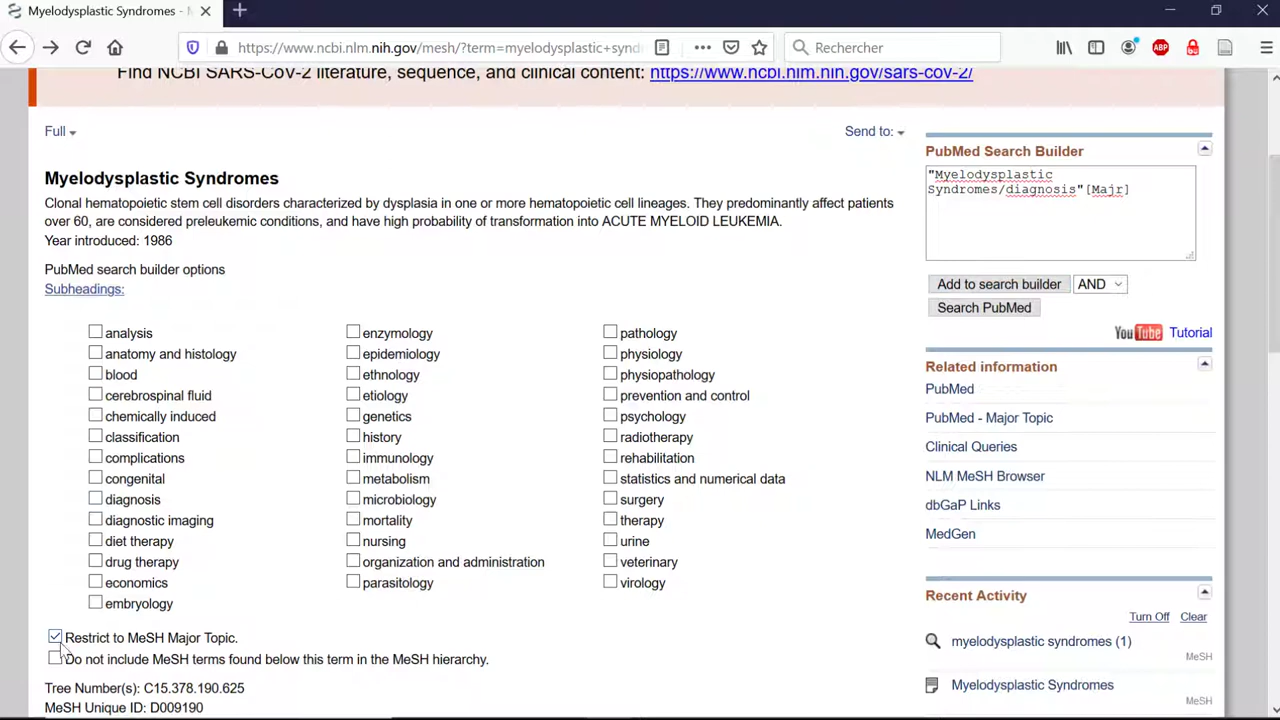 Myelodysplastic Syndromes - M
https://www.ncbi.nlm.nih.gov/mesh/?term=myelodysplastic+synd
Rechercher
ABP
Find NCBI SARS-CoV-2 literature, sequence, and clinical content: https://www.ncbi.nlm.nih.gov/sars-cov-2/
Full
Send to:
Myelodysplastic Syndromes
Clonal hematopoietic stem cell disorders characterized by dysplasia in one or more hematopoietic cell lineages. They predominantly affect patients
over 60, are considered preleukemic conditions, and have high probability of transformation into ACUTE MYELOID LEUKEMIA.
Year introduced: 1986
PubMed search builder options
Subheadings:
analysis
anatomy and histology
blood
cerebrospinal fluid
chemically induced
classification
complications
congenital
diagnosis
diagnostic imaging
diet therapy
drug therapy
economics
embryology
enzymology
epidemiology
ethnology
etiology
genetics
history
immunology
metabolism
microbiology
mortality
nursing
organization and administration
parasitology
pathology
physiology
physiopathology
prevention and control
psychology
radiotherapy
rehabilitation
statistics and numerical data
surgery
therapy
urine
veterinary
virology
Restrict to MeSH Major Topic.
Do not include MeSH terms found below this term in the MeSH hierarchy.
Tree Number(s): C15.378.190.625
MeSH Unique ID: D009190
PubMed Search Builder
"Myelodysplastic
Syndromes/diagnosis"[Majr]
Add to search builder AND
Search PubMed
YouTube Tutorial
Related information
PubMed
PubMed - Major Topic
Clinical Queries
NLM MeSH Browser
dbGaP Links
MedGen
Recent Activity
Turn Off Clear
myelodysplastic syndromes (1)
MeSH
Myelodysplastic Syndromes
MeSH